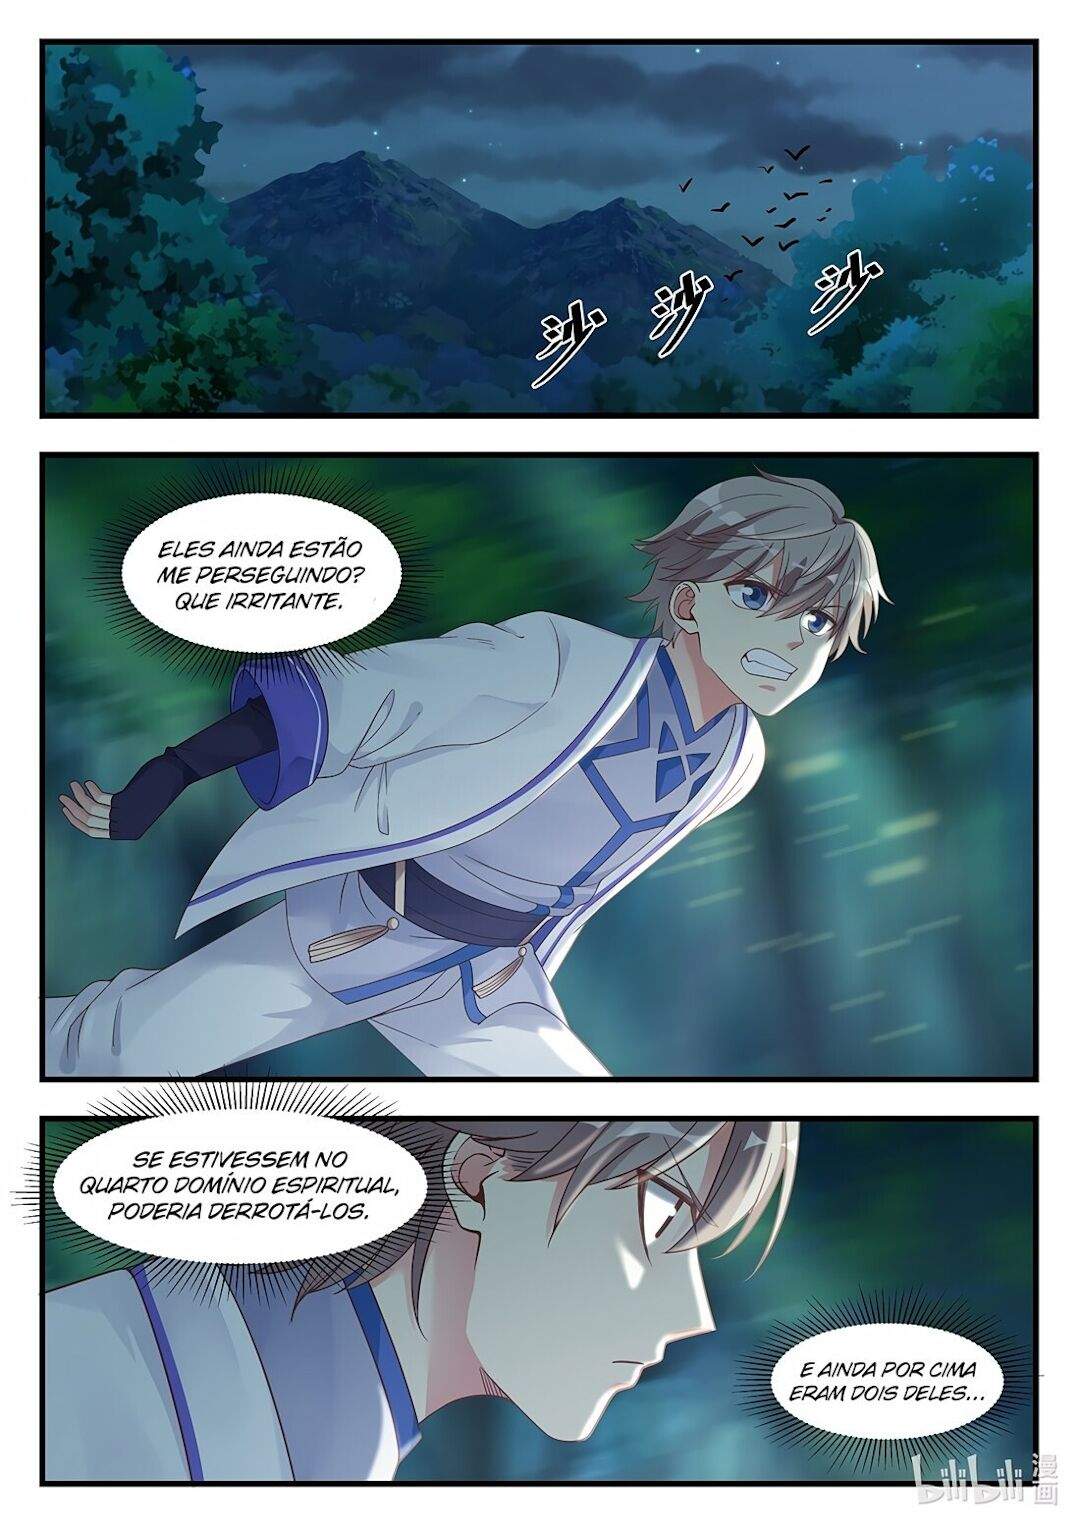 沙 沙 沙
ELES AINDA ESTÃO
ME PERSEGUINDO?
QUE IRRITANTE.
SE ESTIVESSEM NO
QUARTO DOMÍNIO ESPIRITUAL,
PODERIA DERROTÁ-LOS.
E AINDA POR CIMA
ERAM DOIS DELES...
bilibili 漫画